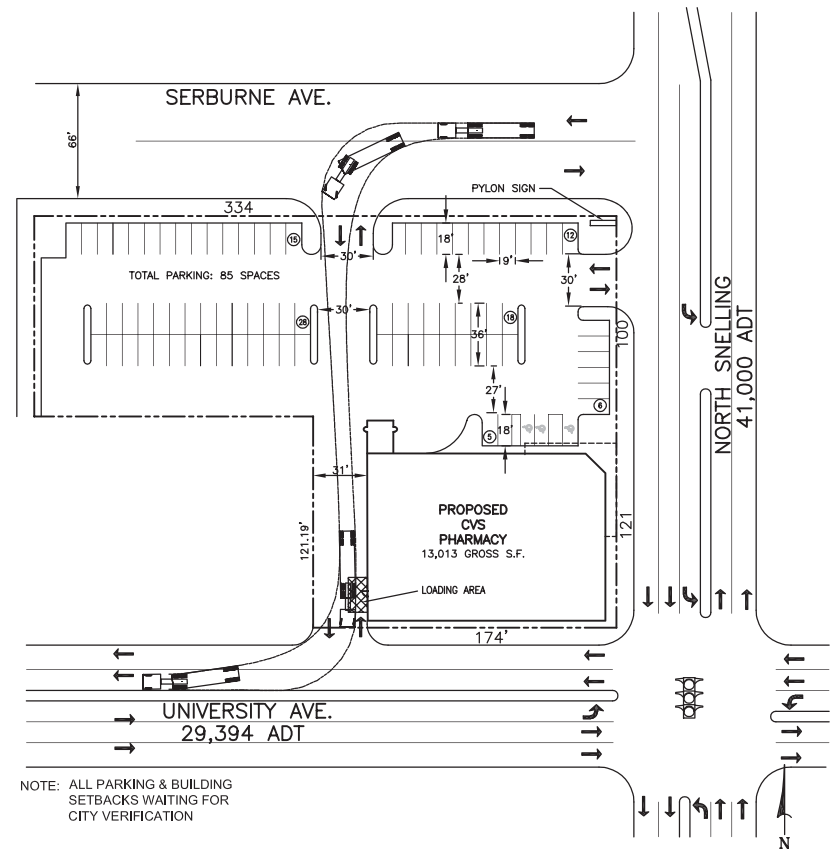 SERBURNE AVE.
66'
PYLON SIGN
334
15
12
18'
30'
9'
TOTAL PARKING: 85 SPACES
28'
30'
30'
28
18
36'
100
NORTH SNELLING
41,000 ADT
27'
6
18'
5
31'
PROPOSED
CVS
PHARMACY
13,013 GROSS S.F.
121.19'
121
LOADING AREA
174'
UNIVERSITY AVE.
29,394 ADT
NOTE: ALL PARKING & BUILDING
SETBACKS WAITING FOR
CITY VERIFICATION
N